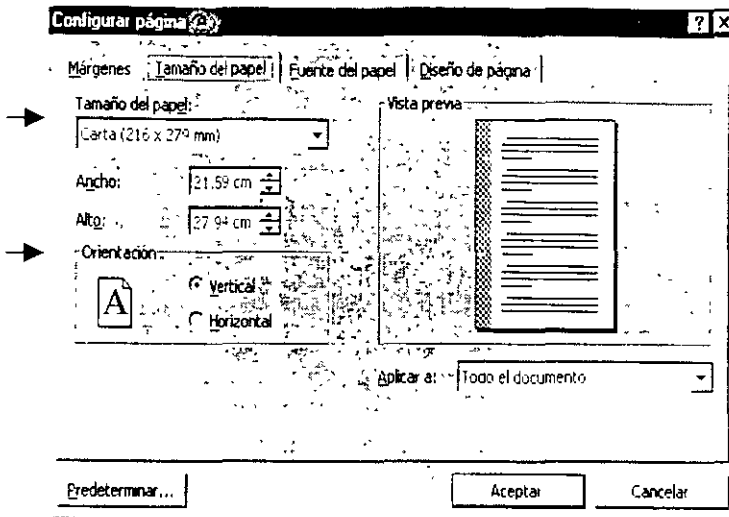 Configurar página
Márgenes Tamaño del papel Fuente del papel Diseño de página
Tamaño del papel:
Carta (216 x 279 mm)
Ancho: 21.59 cm
Alto: 27.94 cm
Orientación
A
Vertical
Horizontal
Vista previa
Aplicar a: Todo el documento
Predeterminar... Aceptar Cancelar